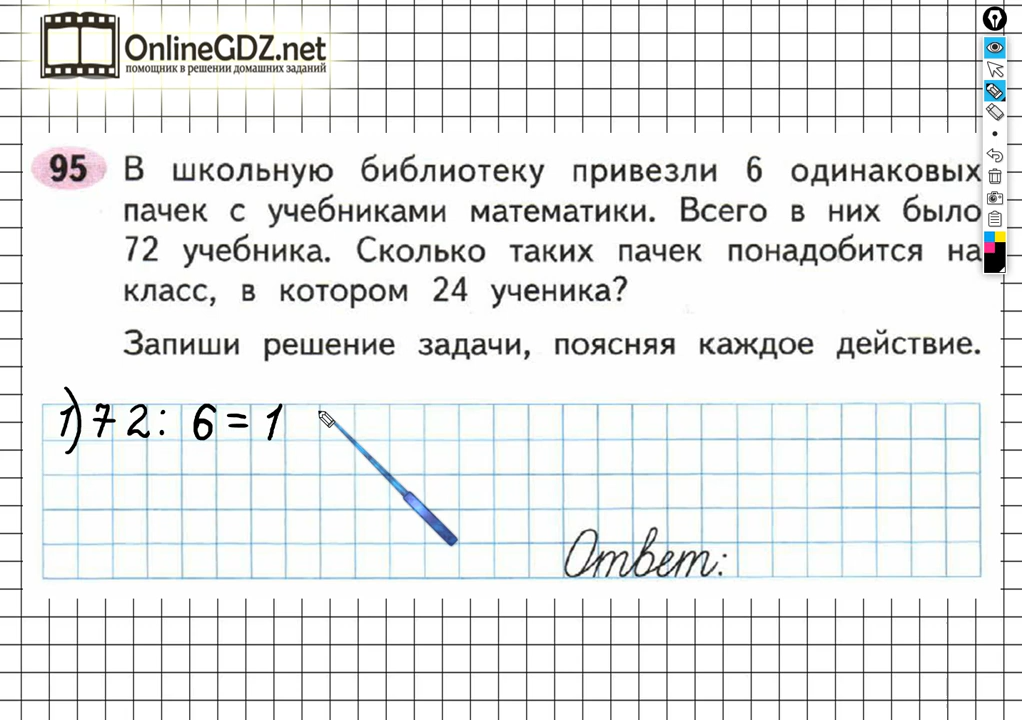 OnlineGDZ.net
помощник в решении домашних заданий
95 В школьную библиотеку привезли 6 одинаковых
пачек с учебниками математики. Всего в них было
72 учебника. Сколько таких пачек понадобится на
класс, в котором 24 ученика?
Запиши решение задачи, поясняя каждое действие.
1) 72 : 6 = 1
Ответ: